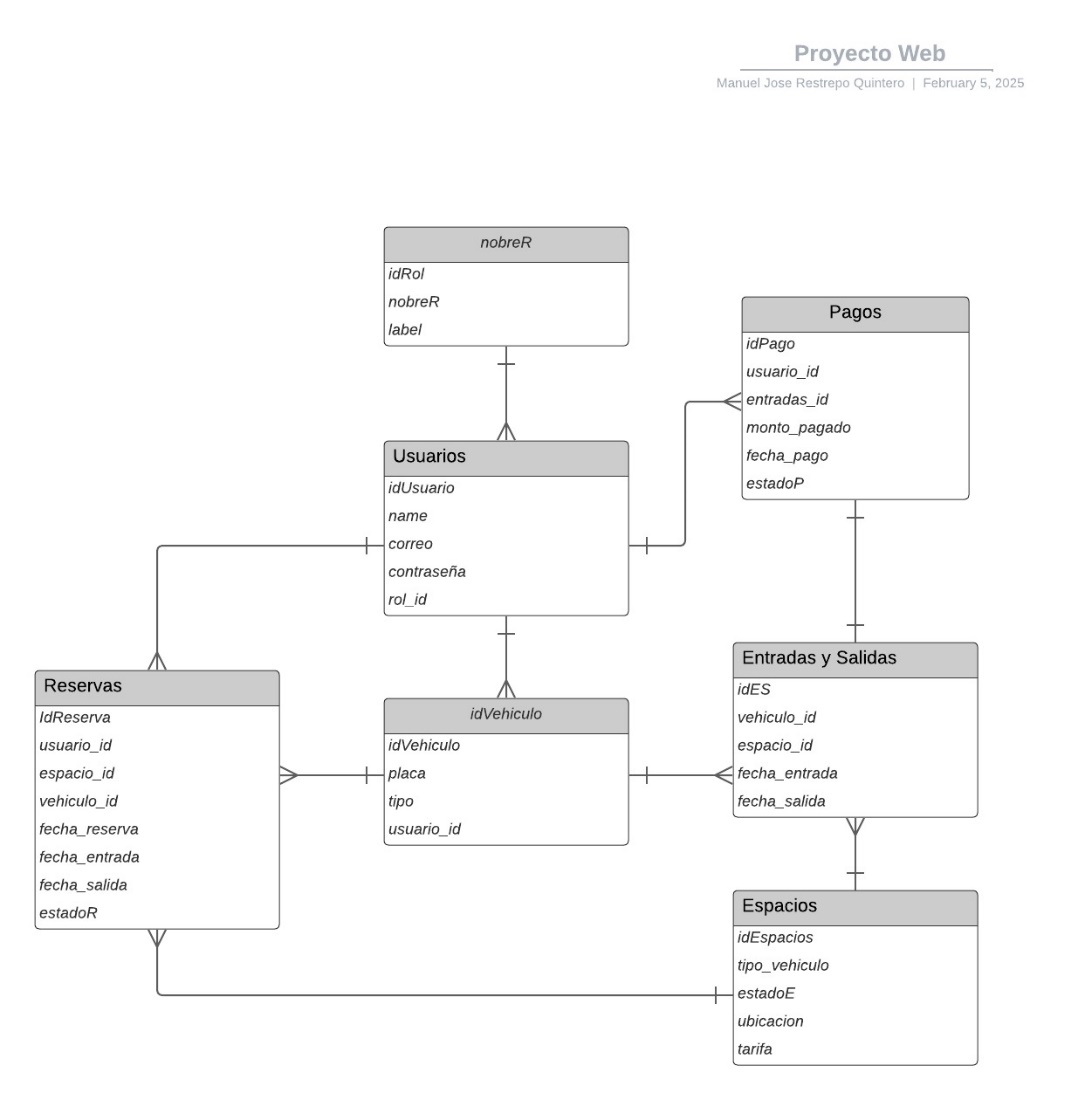 Proyecto Web
Manuel Jose Restrepo Quintero | February 5, 2025
nobreR
idRol
nobreR
label
Pagos
idPago
usuario_id
entradas_id
monto_pagado
fecha_pago
estadoP
Usuarios
idUsuario
name
correo
contraseña
rol_id
Reservas
IdReserva
usuario_id
espacio_id
vehiculo_id
fecha_reserva
fecha_entrada
fecha_salida
estadoR
idVehiculo
idVehiculo
placa
tipo
usuario_id
Entradas y Salidas
idES
vehiculo_id
espacio_id
fecha_entrada
fecha_salida
Espacios
idEspacios
tipo_vehiculo
estadoE
ubicacion
tarifa